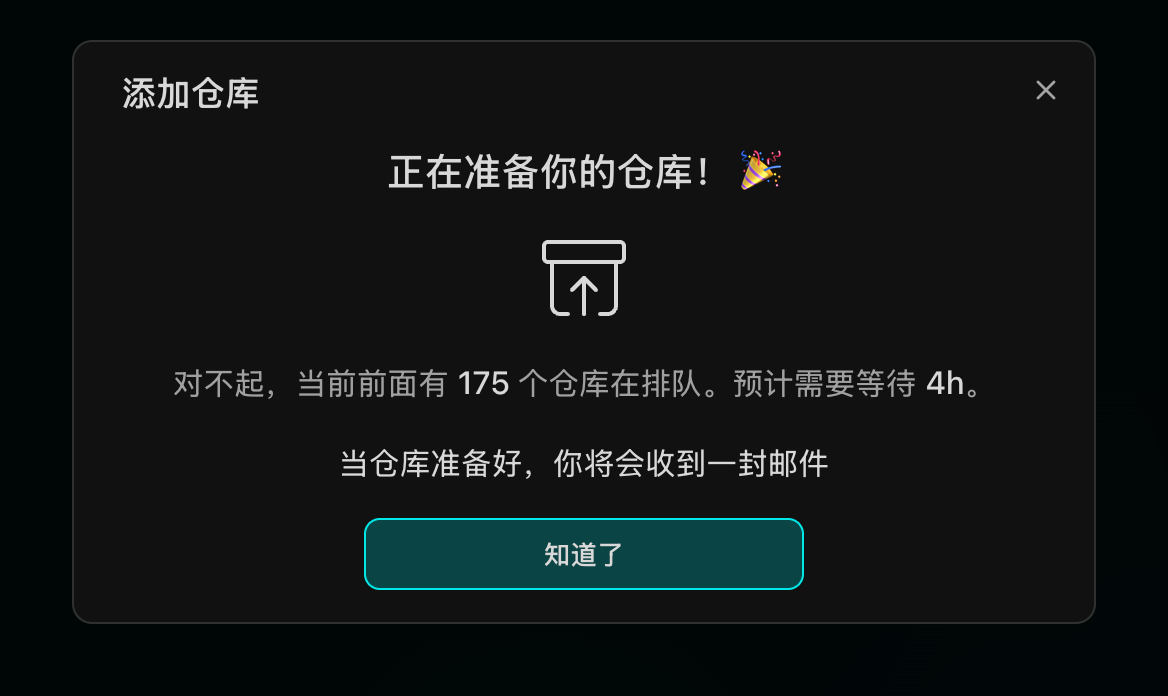 添加仓库
正在准备你的仓库！ 🎉
对不起，当前前面有 175 个仓库在排队。预计需要等待 4h。
当仓库准备好，你将会收到一封邮件
知道了